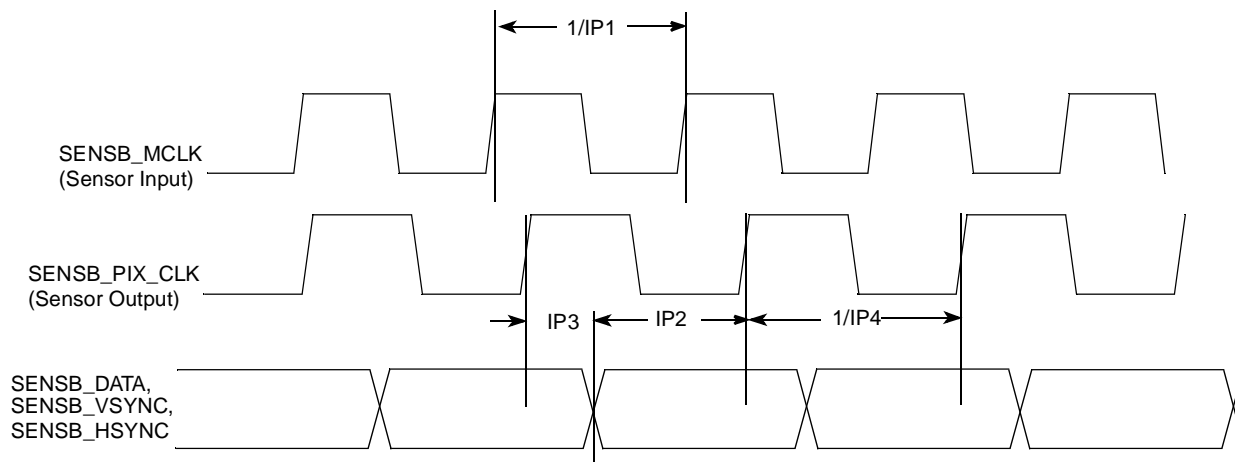 1/IP1
SENSB_MCLK
(Sensor Input)
SENSB_PIX_CLK
(Sensor Output)
IP3
IP2
1/IP4
SENSB_DATA,
SENSB_VSYNC,
SENSB_HSYNC